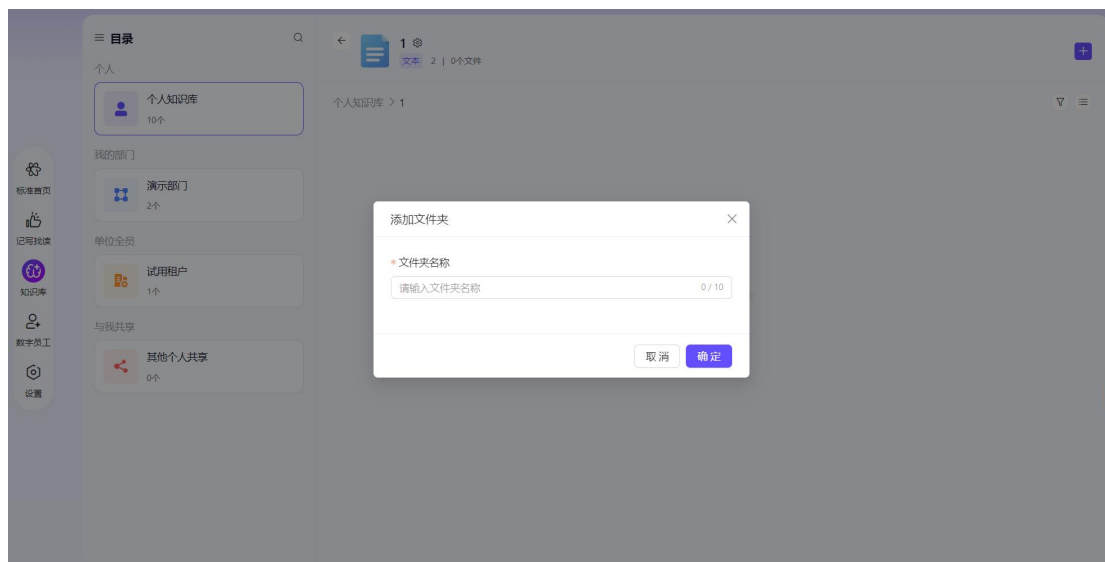 标准首页
记写找读
知识库
数字员工
设置
目录
个人
个人知识库
10个
我的部门
演示部门
2个
单位全员
试用租户
1个
与我共享
其他个人共享
0个
1
文本 2 | 0个文件
个人知识库 > 1
添加文件夹
* 文件夹名称
请输入文件夹名称 0 / 10
取消 确定